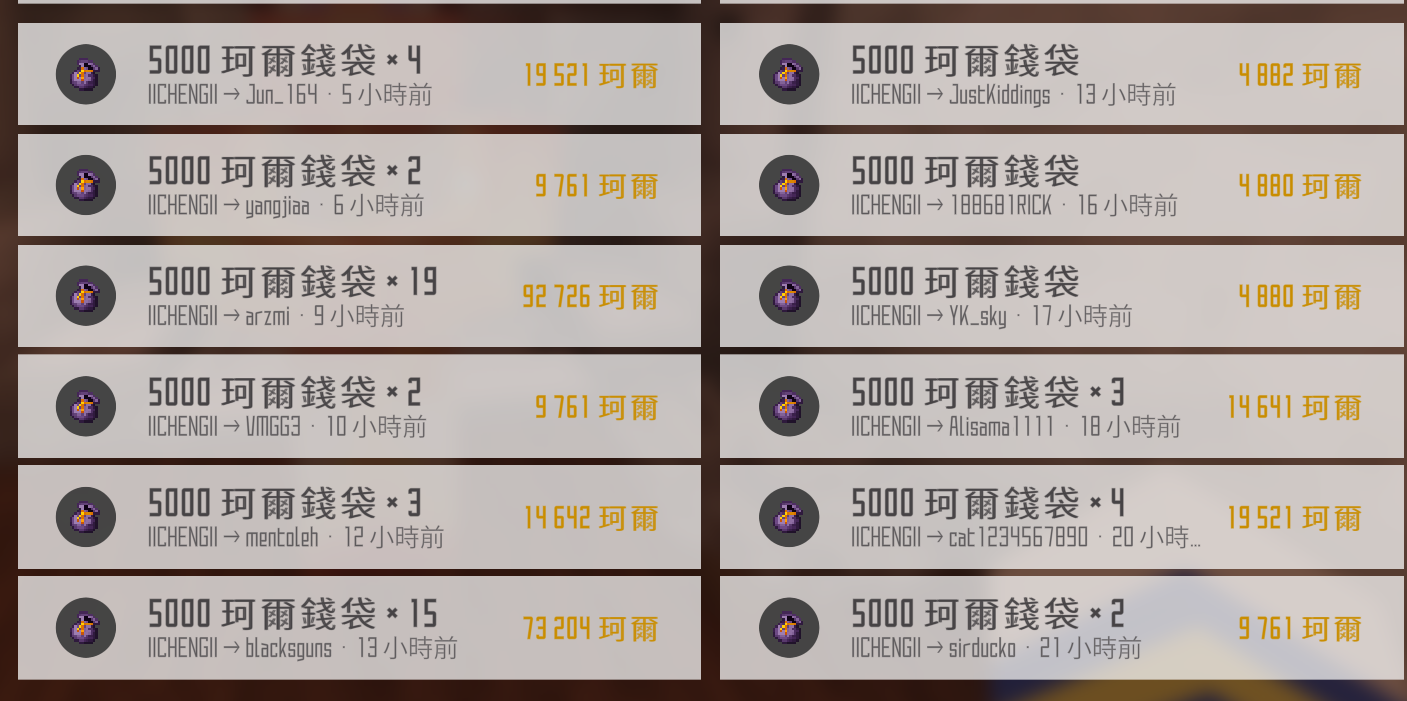 5000 珂爾錢袋 × 4
IICHENGII → Jun_164 · 5 小時前
19 521 珂爾
5000 珂爾錢袋
IICHENGII → JustKiddings · 13 小時前
4 882 珂爾
5000 珂爾錢袋 × 2
IICHENGII → yangjiaa · 6 小時前
9 761 珂爾
5000 珂爾錢袋
IICHENGII → 188681RICK · 16 小時前
4 880 珂爾
5000 珂爾錢袋 × 19
IICHENGII → arzmi · 9 小時前
92 726 珂爾
5000 珂爾錢袋
IICHENGII → YK_sky · 17 小時前
4 880 珂爾
5000 珂爾錢袋 × 2
IICHENGII → VMGG3 · 10 小時前
9 761 珂爾
5000 珂爾錢袋 × 3
IICHENGII → Alisama1111 · 18 小時前
14 641 珂爾
5000 珂爾錢袋 × 3
IICHENGII → mentoleh · 12 小時前
14 642 珂爾
5000 珂爾錢袋 × 4
IICHENGII → cat1234567890 · 20 小時...
19 521 珂爾
5000 珂爾錢袋 × 15
IICHENGII → blacksguns · 13 小時前
73 204 珂爾
5000 珂爾錢袋 × 2
IICHENGII → sirducko · 21 小時前
9 761 珂爾